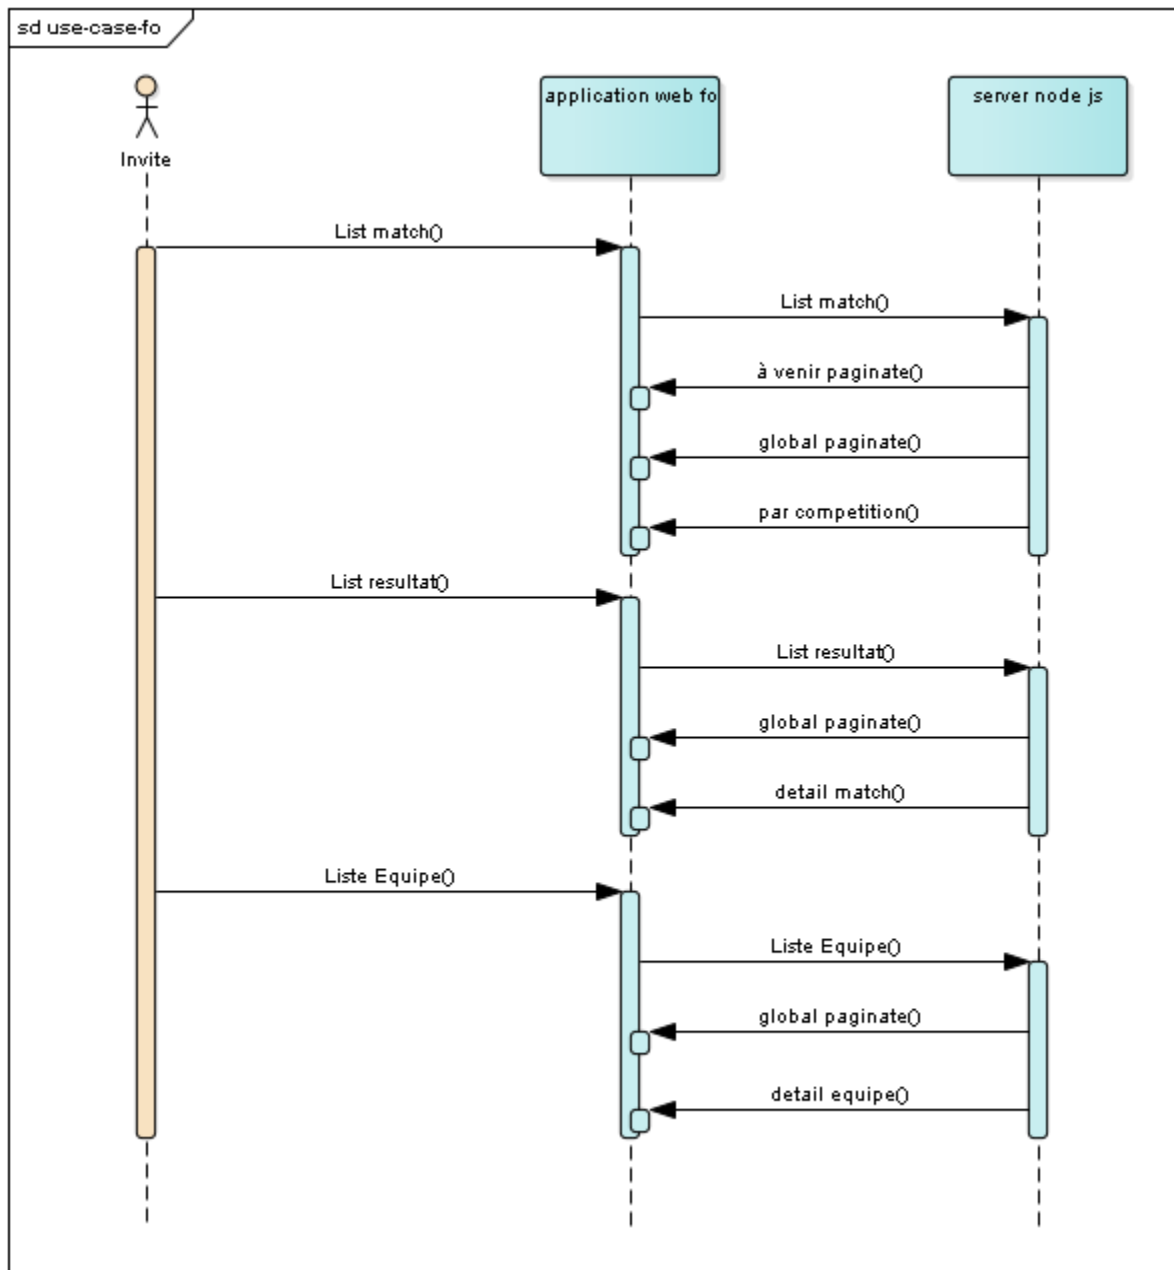 sd use-case-fo
Invite
application web fo
server node js
List match()
List match()
à venir paginate()
global paginate()
par competition()
List resultat()
List resultat()
global paginate()
detail match()
Liste Equipe()
Liste Equipe()
global paginate()
detail equipe()